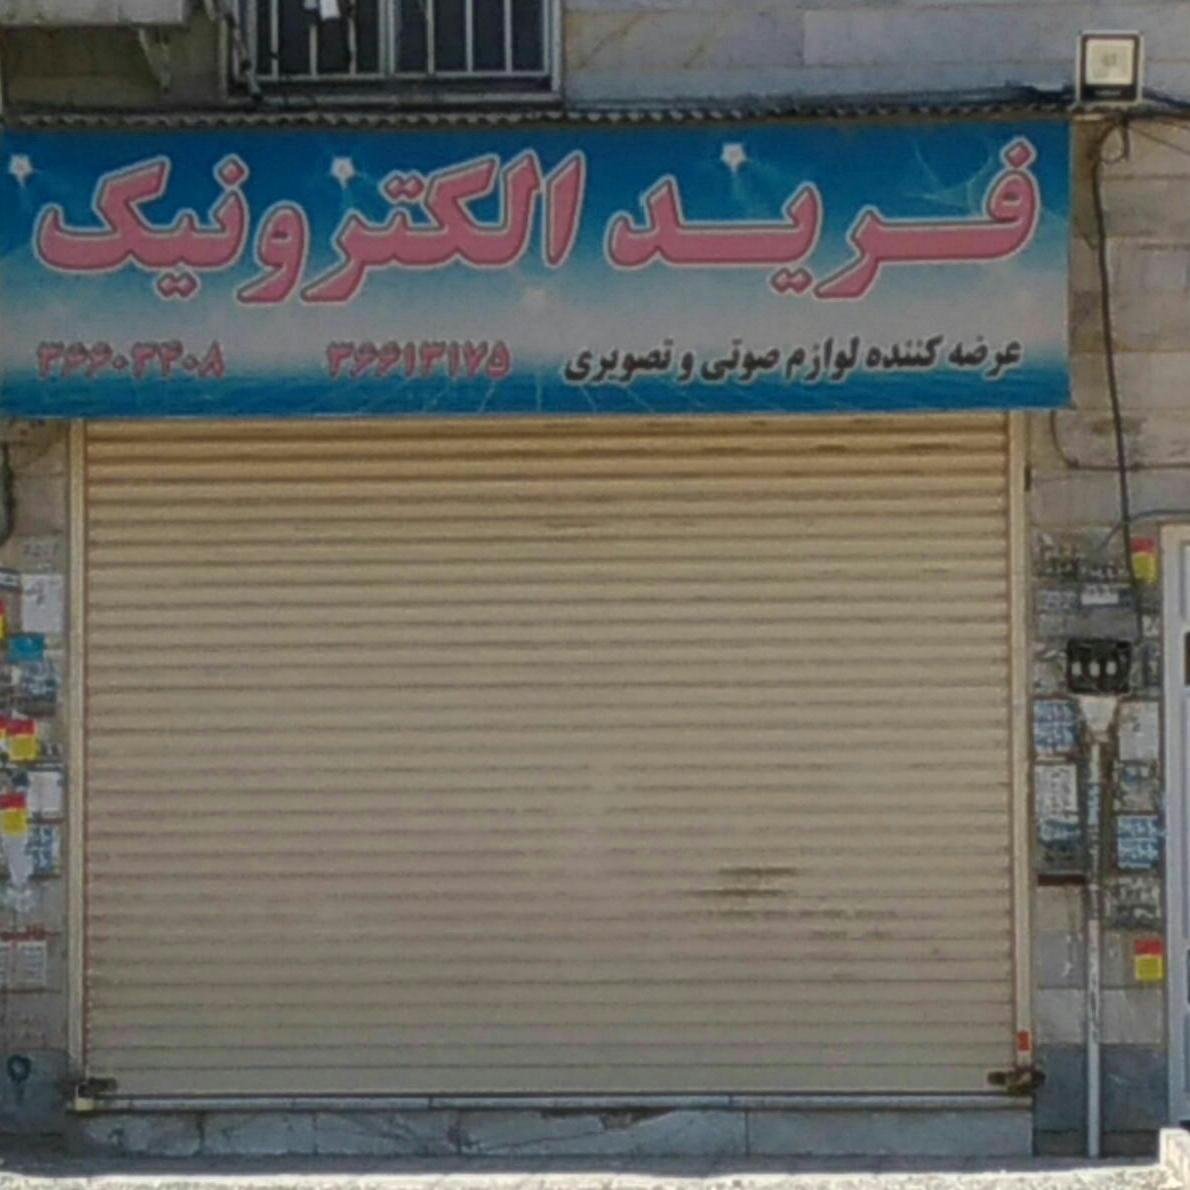 فرید الکترونیک
عرضه کننده لوازم صوتی و تصویری ۳۶۶۱۳۱۷۵ ۳۶۶۰۳۴۰۸